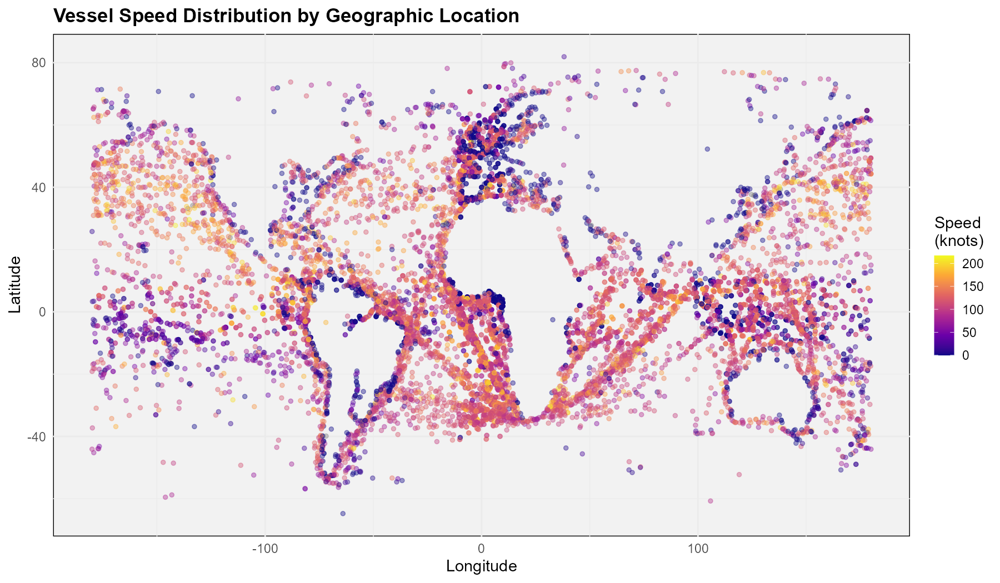 Vessel Speed Distribution by Geographic Location
80
40
0
-40
Latitude
-100
0
100
Longitude
Speed
(knots)
200
150
100
50
0